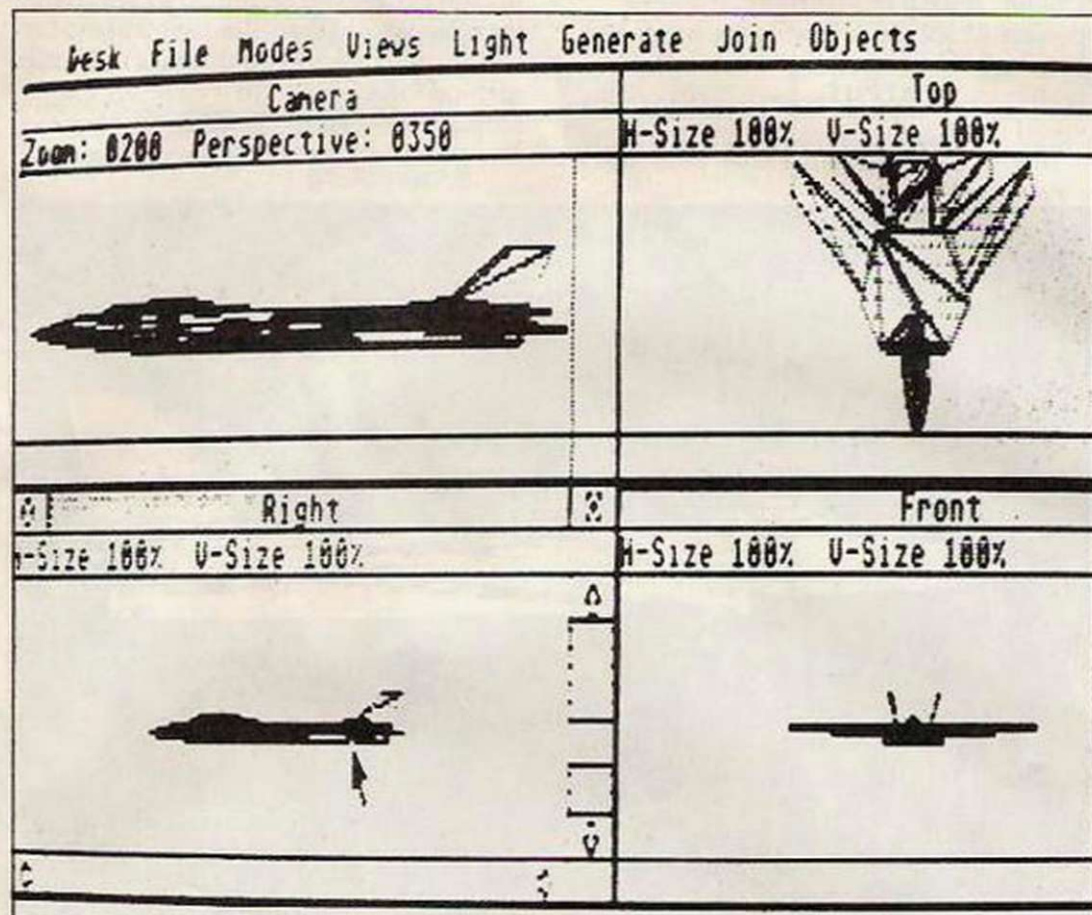 Desk File Modes Views Light Generate Join Objects
Camera
Zoom: 0200 Perspective: 0350
Top
H-Size 100% V-Size 100%
Right
H-Size 100% V-Size 100%
Front
H-Size 100% V-Size 100%